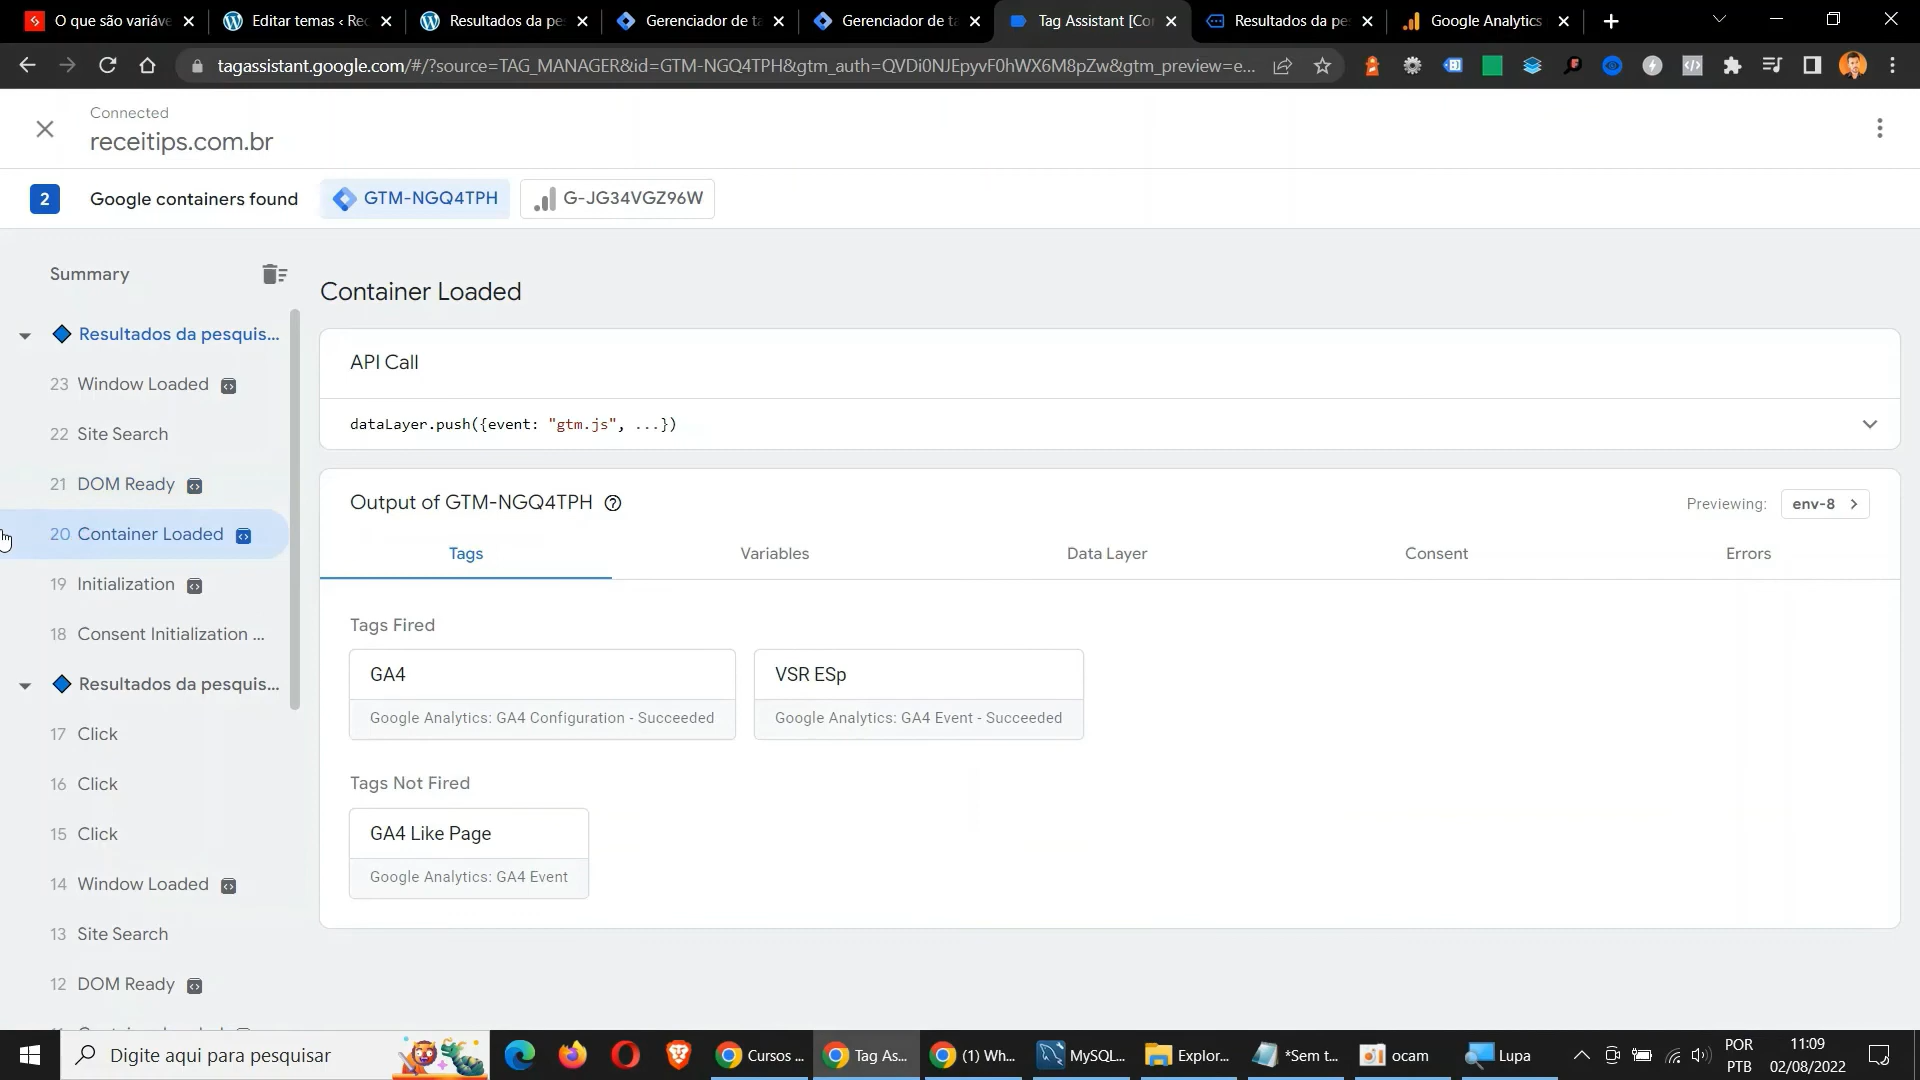 O que são variáve
Editar temas ‹ Rec
Resultados da pe
Gerenciador de ta
Gerenciador de ta
Tag Assistant [Co
Resultados da pe
Google Analytics
tagassistant.google.com/#/?source=TAG_MANAGER&id=GTM-NGQ4TPH&gtm_auth=QVDi0NJEpyvF0hWX6M8pZw&gtm_preview=e...
Connected
receitips.com.br
2 Google containers found GTM-NGQ4TPH G-JG34VGZ96W
Summary
Resultados da pesquis...
23 Window Loaded
22 Site Search
21 DOM Ready
20 Container Loaded
19 Initialization
18 Consent Initialization ...
Resultados da pesquis...
17 Click
16 Click
15 Click
14 Window Loaded
13 Site Search
12 DOM Ready
Container Loaded
API Call
dataLayer.push({event: "gtm.js", ...})
Output of GTM-NGQ4TPH
Previewing: env-8
Tags Variables Data Layer Consent Errors
Tags Fired
GA4
Google Analytics: GA4 Configuration - Succeeded
VSR ESp
Google Analytics: GA4 Event - Succeeded
Tags Not Fired
GA4 Like Page
Google Analytics: GA4 Event
Digite aqui para pesquisar
Cursos ...
Tag As...
(1) Wh...
MySQL...
Explor...
*Sem t...
ocam
Lupa
POR
PTB
11:09
02/08/2022